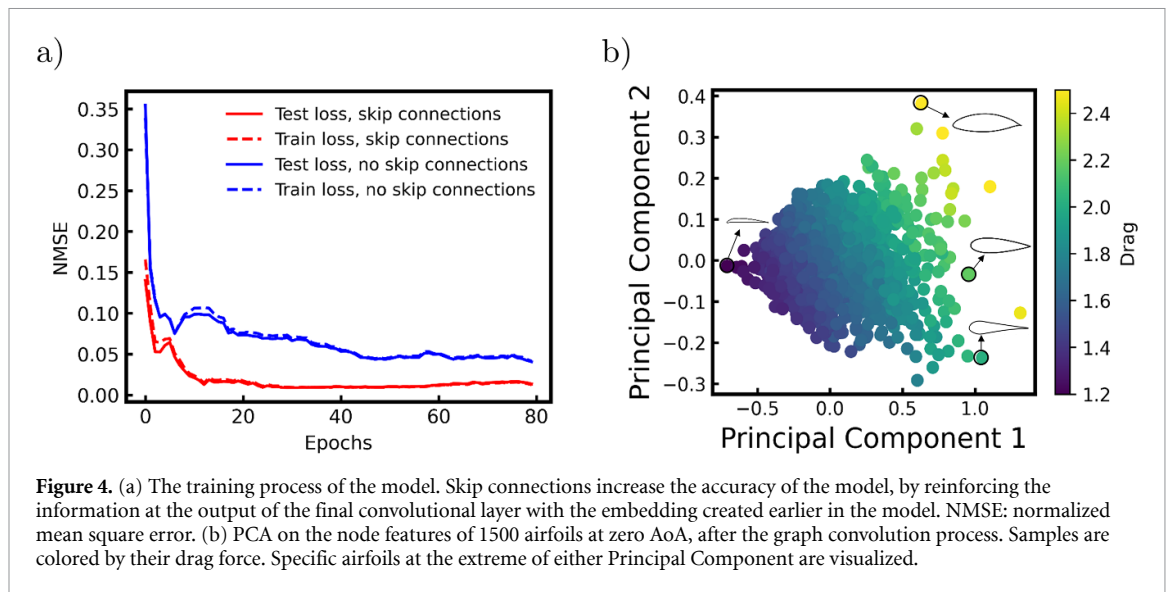 a)
NMSE
0.35
0.30
0.25
0.20
0.15
0.10
0.05
0.00
Test loss, skip connections
Train loss, skip connections
Test loss, no skip connections
Train loss, no skip connections
0 20 40 60 80
Epochs
b)
Principal Component 2
0.4
0.3
0.2
0.1
0.0
−0.1
−0.2
−0.3
−0.5 0.0 0.5 1.0
Principal Component 1
2.4
2.2
2.0
1.8
1.6
1.4
1.2
Drag
Figure 4. (a) The training process of the model. Skip connections increase the accuracy of the model, by reinforcing the
information at the output of the final convolutional layer with the embedding created earlier in the model. NMSE: normalized
mean square error. (b) PCA on the node features of 1500 airfoils at zero AoA, after the graph convolution process. Samples are
colored by their drag force. Specific airfoils at the extreme of either Principal Component are visualized.